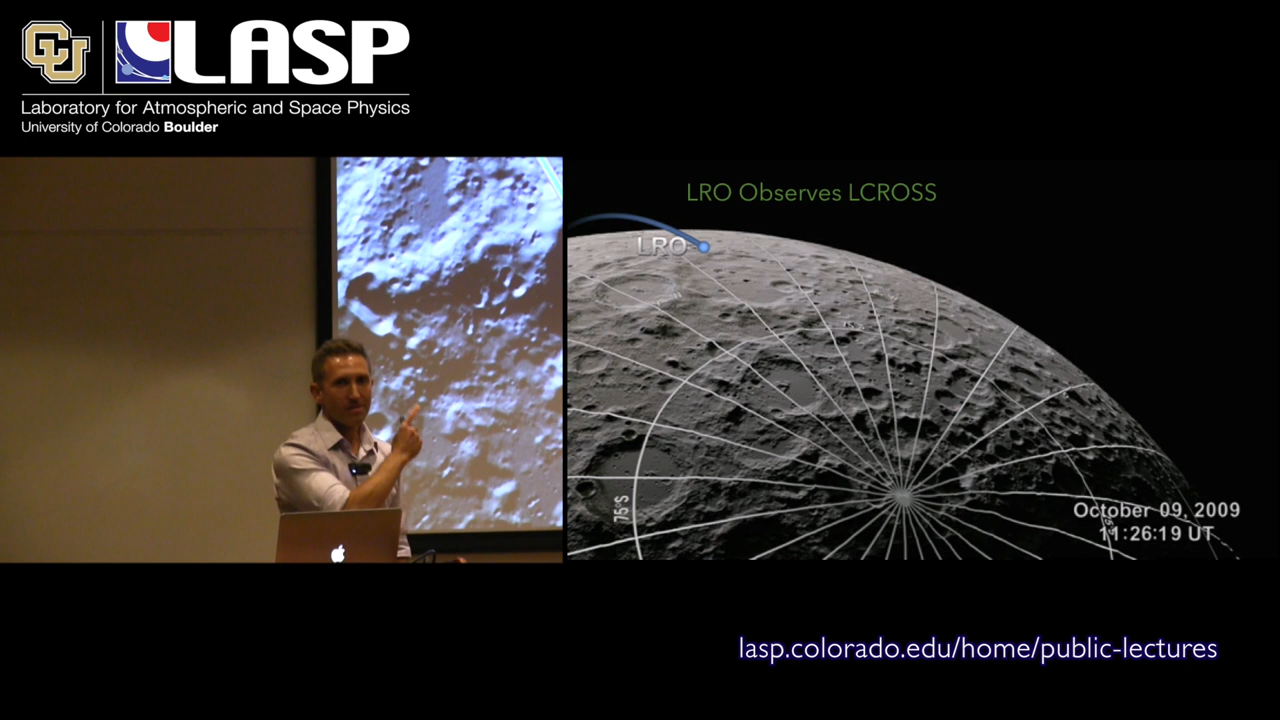 CU
LASP
Laboratory for Atmospheric and Space Physics
University of Colorado Boulder
LRO Observes LCROSS
LRO
75°S
October 09, 2009
11:26:19 UT
lasp.colorado.edu/home/public-lectures